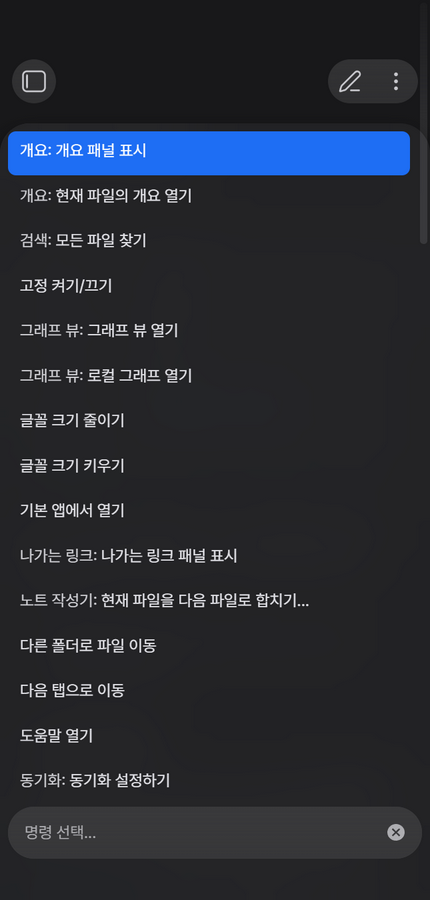 개요: 개요 패널 표시
개요: 현재 파일의 개요 열기
검색: 모든 파일 찾기
고정 켜기/끄기
그래프 뷰: 그래프 뷰 열기
그래프 뷰: 로컬 그래프 열기
글꼴 크기 줄이기
글꼴 크기 키우기
기본 앱에서 열기
나가는 링크: 나가는 링크 패널 표시
노트 작성기: 현재 파일을 다음 파일로 합치기...
다른 폴더로 파일 이동
다음 탭으로 이동
도움말 열기
동기화: 동기화 설정하기
명령 선택...